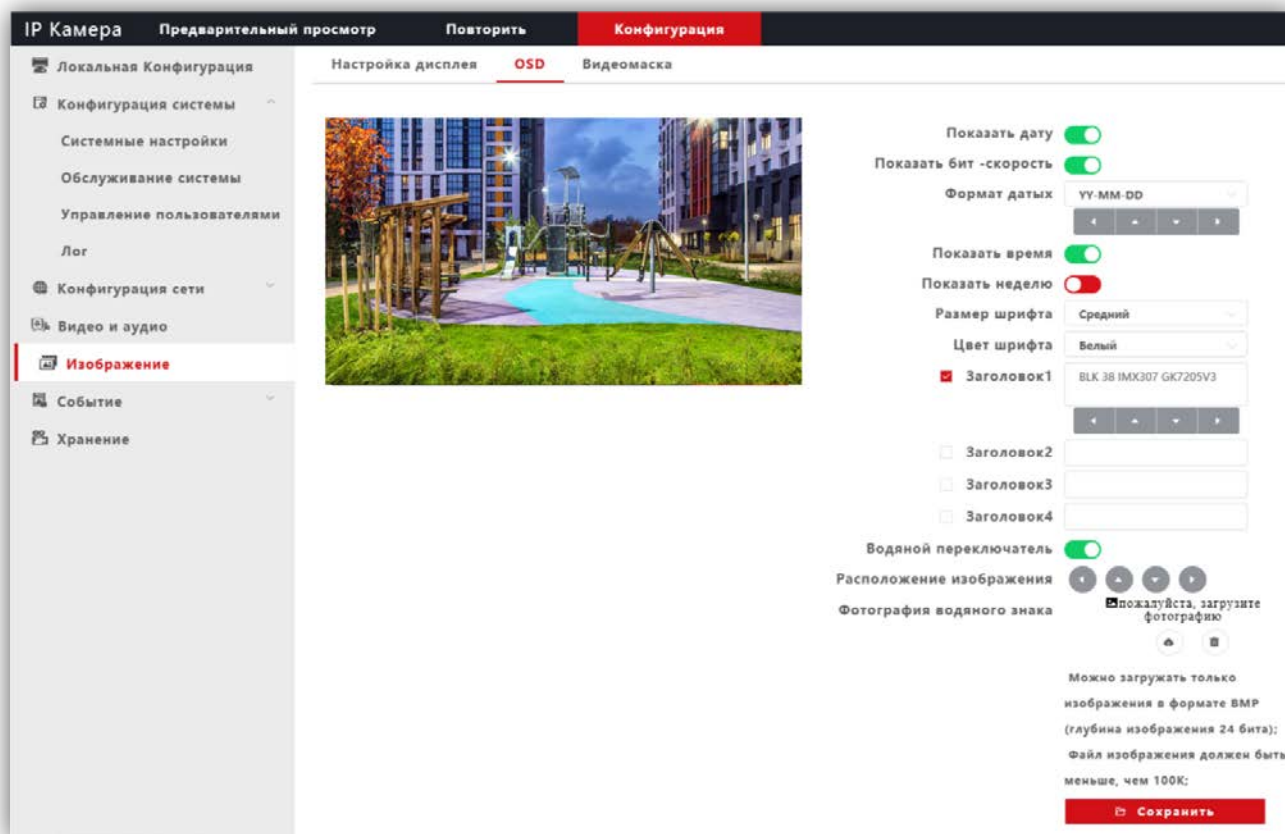 IP Камера Предварительный просмотр Повторить Конфигурация
Локальная Конфигурация
Конфигурация системы
Системные настройки
Обслуживание системы
Управление пользователями
Лог
Конфигурация сети
Видео и аудио
Изображение
Событие
Хранение
Настройка дисплея OSD Видеомаска
Показать дату
Показать бит -скорость
Формат датых YY-MM-DD
Показать время
Показать неделю
Размер шрифта Средний
Цвет шрифта Белый
Заголовок1 BLK 38 IMX307 GK7205V3
Заголовок2
Заголовок3
Заголовок4
Водяной переключатель
Расположение изображения
Фотография водяного знака пожалуйста, загрузите
фотографию
Можно загружать только
изображения в формате BMP
(глубина изображения 24 бита);
Файл изображения должен быть
меньше, чем 100K;
Сохранить